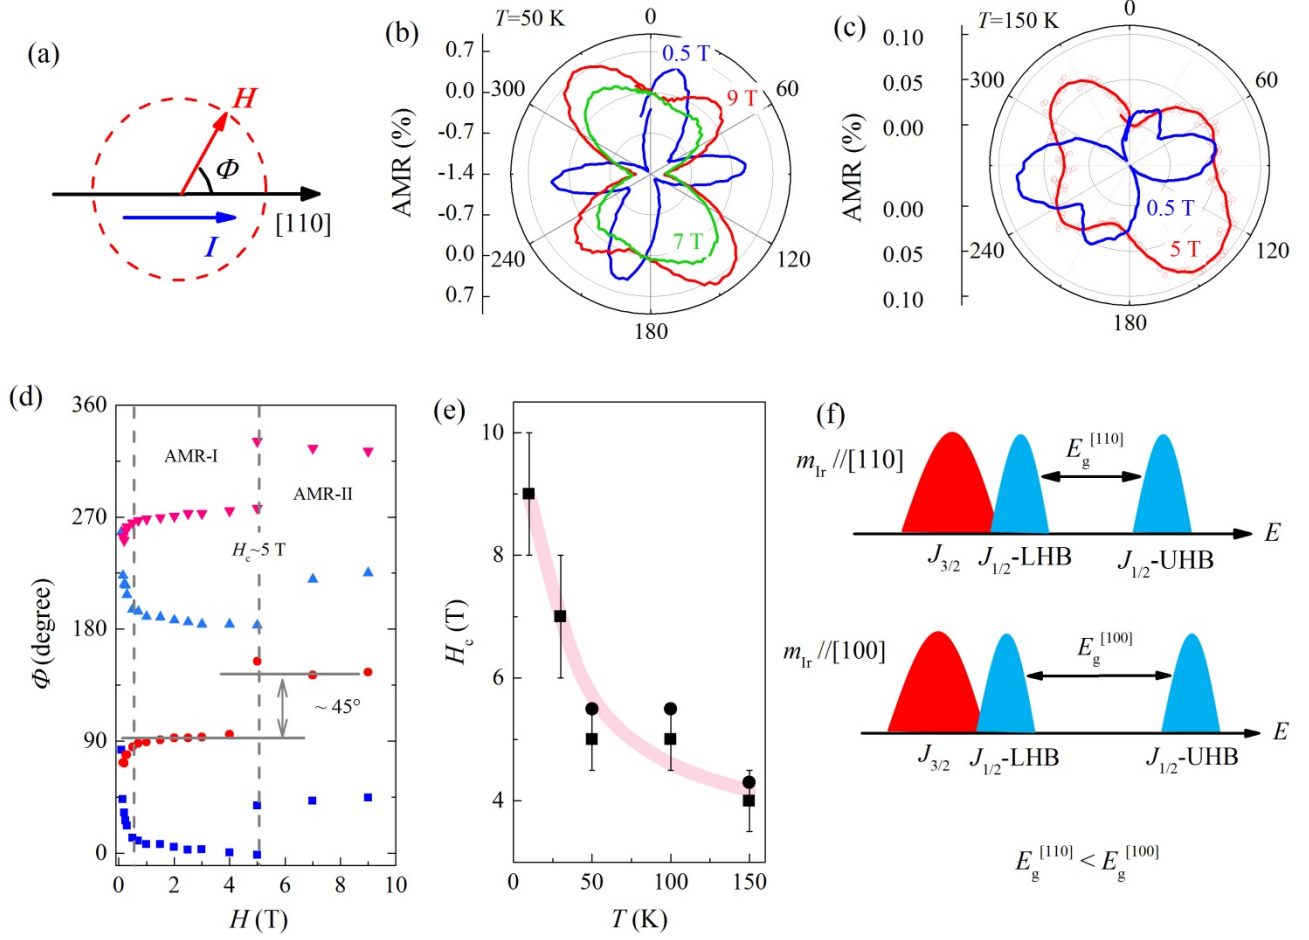 (a)
H
Φ
[110]
I
(b)
T=50 K
AMR (%)
0.7
0.0
-0.7
-1.4
-0.7
0.0
0.7
0
60
120
180
240
300
0.5 T
9 T
7 T
(c)
T=150 K
AMR (%)
0.10
0.05
0.00
0.00
0.05
0.10
0
60
120
180
240
300
0.5 T
5 T
(d)
Φ (degree)
360
270
180
90
0
AMR-I
AMR-II
Hc~5 T
~ 45°
0 2 4 6 8 10
H (T)
(e)
Hc (T)
10
8
6
4
0 50 100 150
T (K)
(f)
mIr //[110]
Eg[110]
E
J3/2 J1/2-LHB J1/2-UHB
mIr //[100]
Eg[100]
E
J3/2 J1/2-LHB J1/2-UHB
Eg[110] < Eg[100]